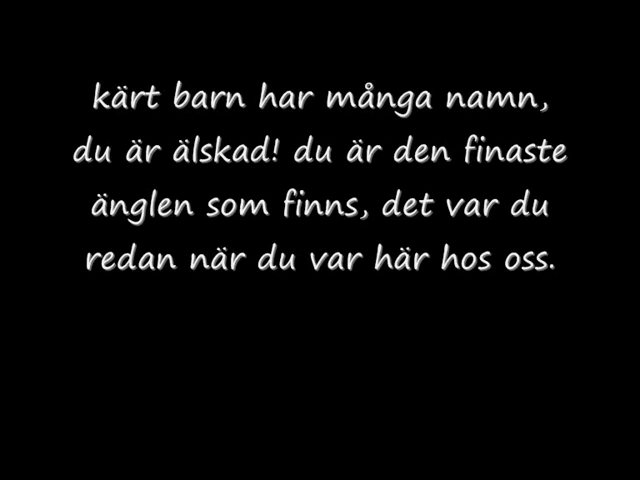 kärt barn har många namn,
du är älskad! du är den finaste
änglen som finns, det var du
redan när du var här hos oss.